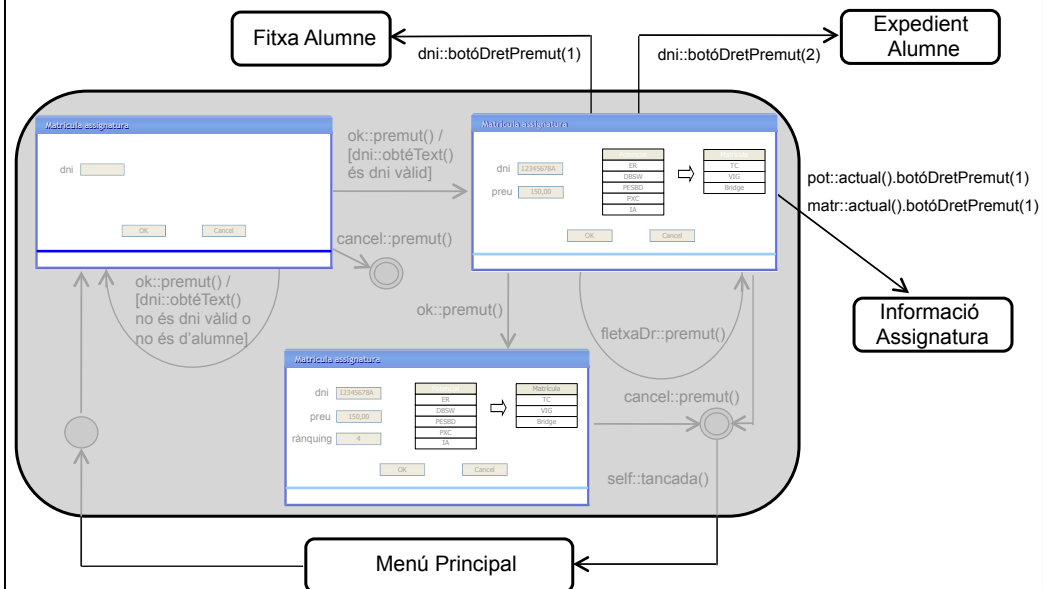 Fitxa Alumne
Expedient
Alumne
dni::botóDretPremut(1)
dni::botóDretPremut(2)
Matrícula assignatura
dni
OK
Cancel
ok::premut() /
[dni::obtéText()
és dni vàlid]
Matrícula assignatura
dni
12345678A
preu
150,00
ER
DBSW
PESBD
PXC
IA
TC
VIG
Bridge
OK
Cancel
pot::actual().botóDretPremut(1)
matr::actual().botóDretPremut(1)
cancel::premut()
ok::premut() /
[dni::obtéText()
no és dni vàlid o
no és d'alumne]
ok::premut()
fletxaDr::premut()
Informació
Assignatura
Matrícula assignatura
dni
12345678A
preu
150,00
rànquing
4
ER
DBSW
PESBD
PXC
IA
Matrícula
TC
VIG
Bridge
OK
Cancel
cancel::premut()
self::tancada()
Menú Principal